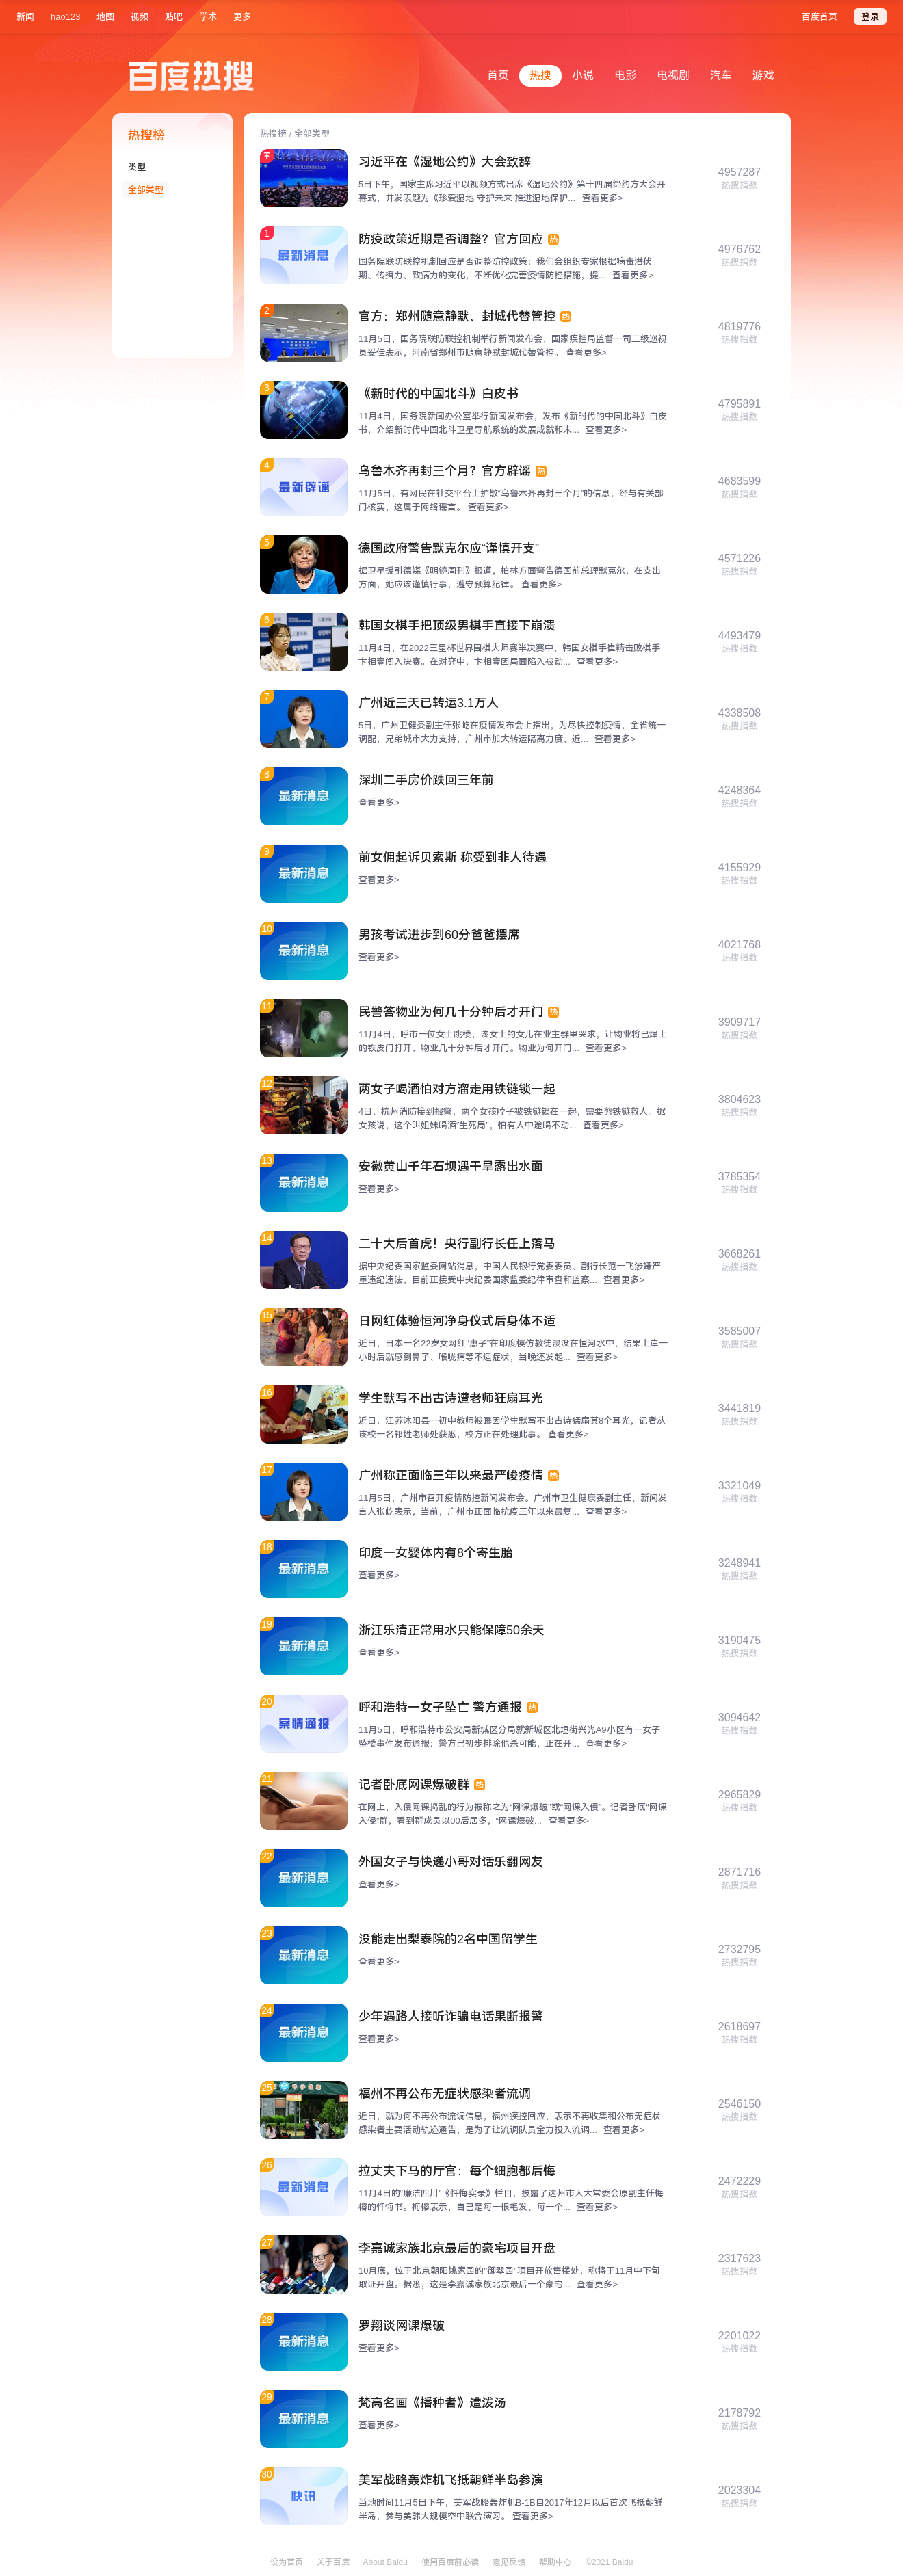 新闻 hao123 地图 视频 贴吧 学术 更多 百度首页 登录
百度热搜
首页 热搜 小说 电影 电视剧 汽车 游戏
热搜榜
类型
全部类型
热搜榜 / 全部类型
习近平在《湿地公约》大会致辞
5日下午，国家主席习近平以视频方式出席《湿地公约》第十四届缔约方大会开
幕式，并发表题为《珍爱湿地 守护未来 推进湿地保护... 查看更多>
4957287
热搜指数
1
最新消息
防疫政策近期是否调整？官方回应 热
国务院联防联控机制回应是否调整防控政策：我们会组织专家根据病毒潜伏
期、传播力、致病力的变化，不断优化完善疫情防控措施，提... 查看更多>
4976762
热搜指数
2
官方：郑州随意静默、封城代替管控 热
11月5日，国务院联防联控机制举行新闻发布会，国家疾控局监督一司二级巡视
员妥佳表示，河南省郑州市随意静默封城代替管控。 查看更多>
4819776
热搜指数
3
《新时代的中国北斗》白皮书
11月4日，国务院新闻办公室举行新闻发布会，发布《新时代的中国北斗》白皮
书，介绍新时代中国北斗卫星导航系统的发展成就和未... 查看更多>
4795891
热搜指数
4
最新辟谣
乌鲁木齐再封三个月？官方辟谣 热
11月5日，有网民在社交平台上扩散“乌鲁木齐再封三个月”的信息，经与有关部
门核实，这属于网络谣言。 查看更多>
4683599
热搜指数
5
德国政府警告默克尔应“谨慎开支”
据卫星援引德媒《明镜周刊》报道，柏林方面警告德国前总理默克尔，在支出
方面，她应该谨慎行事，遵守预算纪律。 查看更多>
4571226
热搜指数
6
韩国女棋手把顶级男棋手直接下崩溃
11月4日，在2022三星杯世界围棋大师赛半决赛中，韩国女棋手崔精击败棋手
卞相壹闯入决赛。在对弈中，卞相壹因局面陷入被动... 查看更多>
4493479
热搜指数
7
广州近三天已转运3.1万人
5日，广州卫健委副主任张屹在疫情发布会上指出，为尽快控制疫情，全省统一
调配，兄弟城市大力支持，广州市加大转运隔离力度，近... 查看更多>
4338508
热搜指数
8
最新消息
深圳二手房价跌回三年前
查看更多>
4248364
热搜指数
9
最新消息
前女佣起诉贝索斯 称受到非人待遇
查看更多>
4155929
热搜指数
10
最新消息
男孩考试进步到60分爸爸摆席
查看更多>
4021768
热搜指数
11
民警答物业为何几十分钟后才开门 热
11月4日，呼市一位女士跳楼，该女士的女儿在业主群里哭求，让物业将已焊上
的铁皮门打开，物业几十分钟后才开门。物业为何开门... 查看更多>
3909717
热搜指数
12
两女子喝酒怕对方溜走用铁链锁一起
4日，杭州消防接到报警，两个女孩脖子被铁链锁在一起，需要剪铁链救人。据
女孩说，这个叫姐妹喝酒“生死局”，怕有人中途喝不动... 查看更多>
3804623
热搜指数
13
最新消息
安徽黄山千年石坝遇干旱露出水面
查看更多>
3785354
热搜指数
14
二十大后首虎！央行副行长任上落马
据中央纪委国家监委网站消息，中国人民银行党委委员、副行长范一飞涉嫌严
重违纪违法，目前正接受中央纪委国家监委纪律审查和监察... 查看更多>
3668261
热搜指数
15
日网红体验恒河净身仪式后身体不适
近日，日本一名22岁女网红“惠子”在印度模仿教徒浸没在恒河水中，结果上岸一
小时后就感到鼻子、喉咙痛等不适症状，当晚还发起... 查看更多>
3585007
热搜指数
16
学生默写不出古诗遭老师狂扇耳光
近日，江苏沐阳县一初中教师被曝因学生默写不出古诗猛扇其8个耳光，记者从
该校一名祁姓老师处获悉，校方正在处理此事。 查看更多>
3441819
热搜指数
17
广州称正面临三年以来最严峻疫情 热
11月5日，广州市召开疫情防控新闻发布会。广州市卫生健康委副主任、新闻发
言人张屹表示，当前，广州市正面临抗疫三年以来最复... 查看更多>
3321049
热搜指数
18
最新消息
印度一女婴体内有8个寄生胎
查看更多>
3248941
热搜指数
19
最新消息
浙江乐清正常用水只能保障50余天
查看更多>
3190475
热搜指数
20
案情通报
呼和浩特一女子坠亡 警方通报 热
11月5日，呼和浩特市公安局新城区分局就新城区北垣街兴光A9小区有一女子
坠楼事件发布通报：警方已初步排除他杀可能，正在开... 查看更多>
3094642
热搜指数
21
记者卧底网课爆破群 热
在网上，入侵网课捣乱的行为被称之为“网课爆破”或“网课入侵”。记者卧底“网课
入侵”群，看到群成员以00后居多，“网课爆破... 查看更多>
2965829
热搜指数
22
最新消息
外国女子与快递小哥对话乐翻网友
查看更多>
2871716
热搜指数
23
最新消息
没能走出梨泰院的2名中国留学生
查看更多>
2732795
热搜指数
24
最新消息
少年遇路人接听诈骗电话果断报警
查看更多>
2618697
热搜指数
25
福州不再公布无症状感染者流调
近日，就为何不再公布流调信息，福州疾控回应，表示不再收集和公布无症状
感染者主要活动轨迹通告，是为了让流调队员全力投入流调... 查看更多>
2546150
热搜指数
26
最新消息
拉丈夫下马的厅官：每个细胞都后悔
11月4日的“廉洁四川”《忏悔实录》栏目，披露了达州市人大常委会原副主任梅
榕的忏悔书。梅榕表示，自己是每一根毛发、每一个... 查看更多>
2472229
热搜指数
27
李嘉诚家族北京最后的豪宅项目开盘
10月底，位于北京朝阳姚家园的“御翠园”项目开放售楼处，称将于11月中下旬
取证开盘。据悉，这是李嘉诚家族北京最后一个豪宅... 查看更多>
2317623
热搜指数
28
最新消息
罗翔谈网课爆破
查看更多>
2201022
热搜指数
29
最新消息
梵高名画《播种者》遭泼汤
查看更多>
2178792
热搜指数
30
快讯
美军战略轰炸机飞抵朝鲜半岛参演
当地时间11月5日下午，美军战略轰炸机B-1B自2017年12月以后首次飞抵朝鲜
半岛，参与美韩大规模空中联合演习。 查看更多>
2023304
热搜指数
设为首页 关于百度 About Baidu 使用百度前必读 意见反馈 帮助中心 ©2021 Baidu